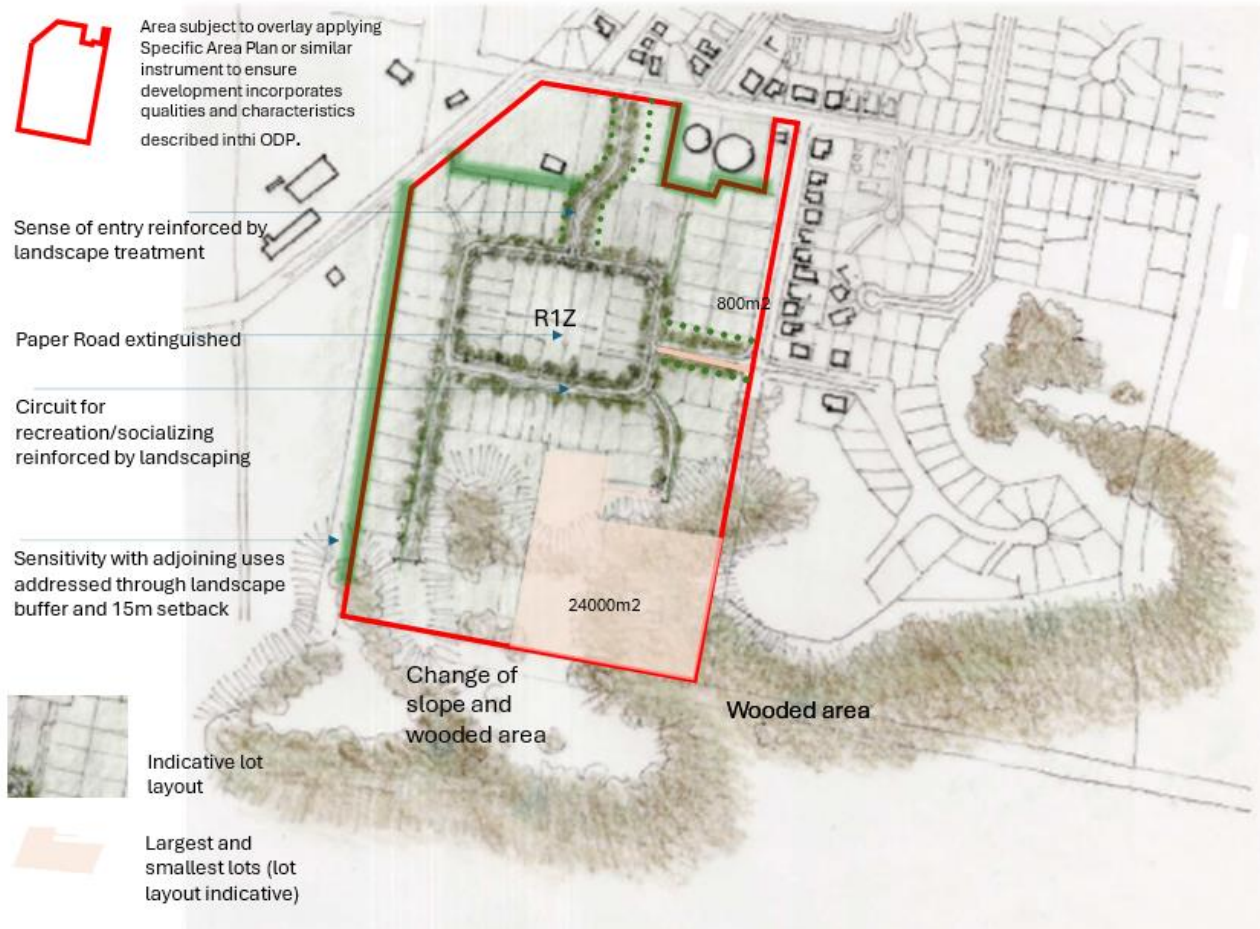 Area subject to overlay applying
Specific Area Plan or similar
instrument to ensure
development incorporates
qualities and characteristics
described inthi ODP.
Sense of entry reinforced by
landscape treatment
800m2
R1Z
Paper Road extinguished
Circuit for
recreation/socializing
reinforced by landscaping
Sensitivity with adjoining uses
addressed through landscape
buffer and 15m setback
24000m2
Change of
slope and
wooded area
Wooded area
Indicative lot
layout
Largest and
smallest lots (lot
layout indicative)